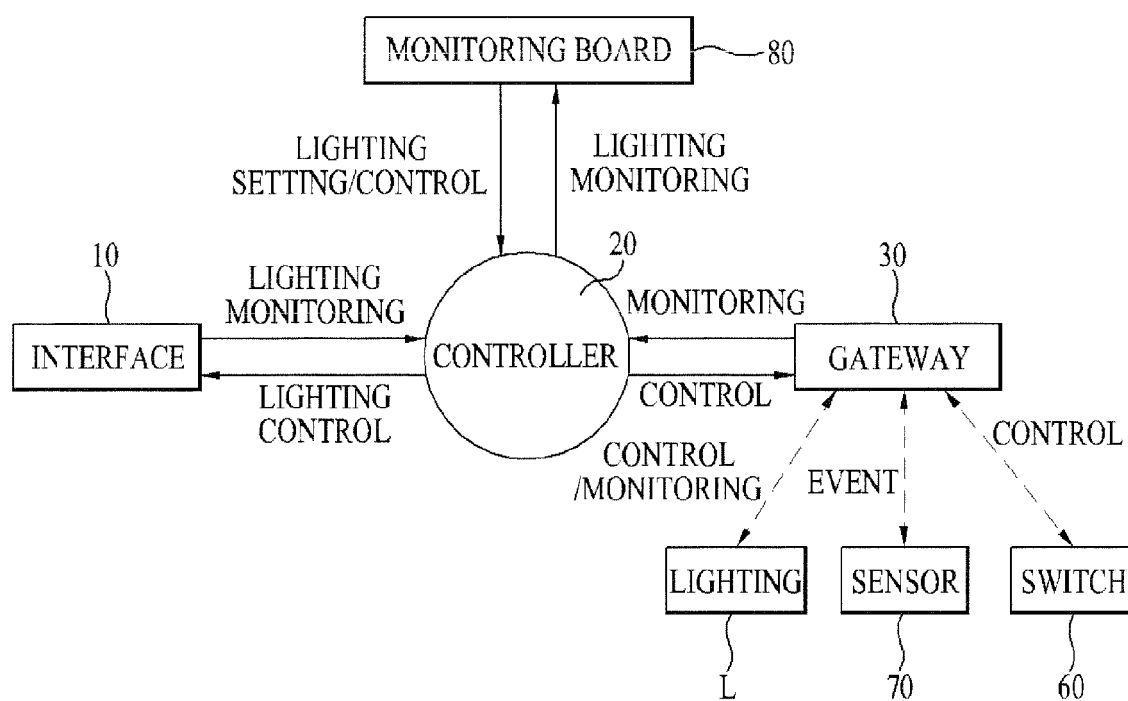 MONITORING BOARD
80
LIGHTING
SETTING/CONTROL
LIGHTING
MONITORING
10
LIGHTING
MONITORING
20
30
MONITORING
INTERFACE
CONTROLLER
GATEWAY
LIGHTING
CONTROL
CONTROL
CONTROL
/MONITORING
EVENT
CONTROL
LIGHTING
SENSOR
SWITCH
L
70
60